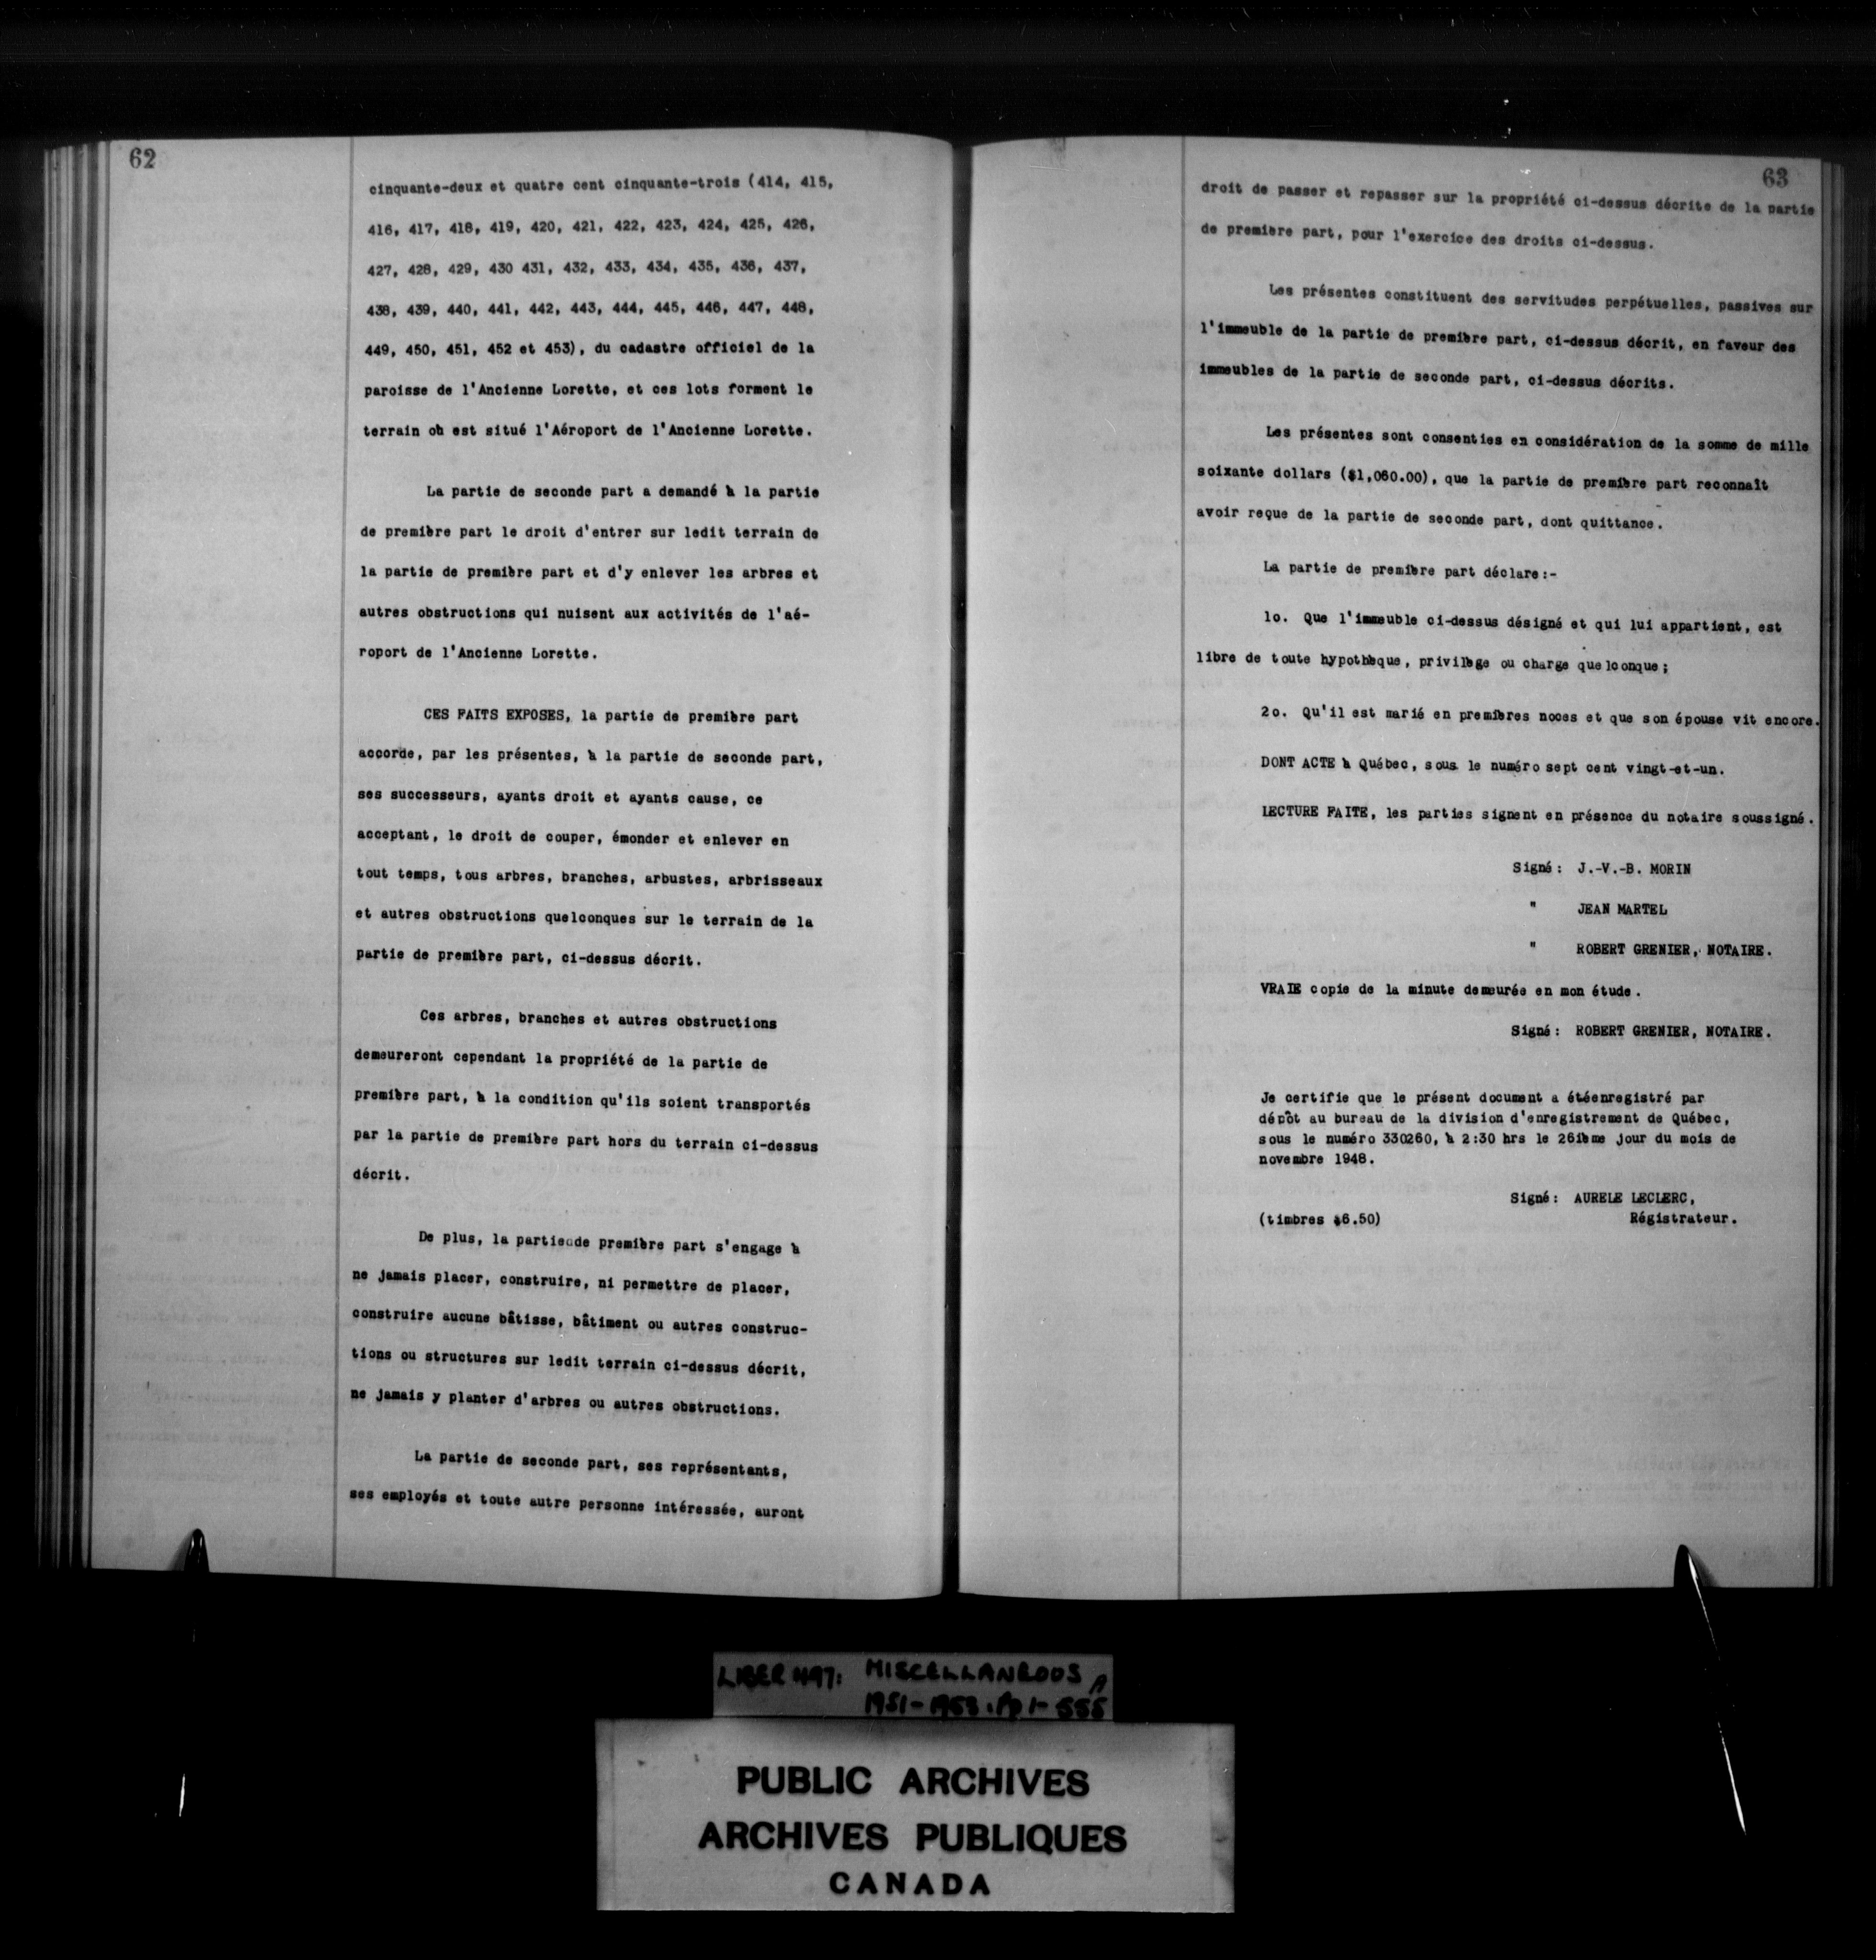 62
cinquante-deux et quatre cent cinquante-trois (414, 415,
416, 417, 418, 419, 420, 421, 422, 423, 424, 425, 426,
427, 428, 429, 430 431, 432, 433, 434, 435, 436, 437,
438, 439, 440, 441, 442, 443, 444, 445, 446, 447, 448,
449, 450, 451, 452 et 453), du cadastre officiel de la
paroisse de l'Ancienne Lorette, et ces lots forment le
terrain où est situé l'Aéroport de l'Ancienne Lorette.
La partie de seconde part a demandé à la partie
de première part le droit d'entrer sur ledit terrain de
la partie de première part et d'y enlever les arbres et
autres obstructions qui nuisent aux activités de l'aé-
roport de l'Ancienne Lorette.
CES FAITS EXPOSES, la partie de première part
accorde, par les présentes, à la partie de seconde part,
ses successeurs, ayants droit et ayants cause, ce
acceptant, le droit de couper, émonder et enlever en
tout temps, tous arbres, branches, arbustes, arbrisseaux
et autres obstructions quelconques sur le terrain de la
partie de première part, ci-dessus décrit.
Ces arbres, branches et autres obstructions
demeureront cependant la propriété de la partie de
première part, à la condition qu'ils soient transportés
par la partie de première part hors du terrain ci-dessus
décrit.
De plus, la partie de première part s'engage à
ne jamais placer, construire, ni permettre de placer,
construire aucune bâtisse, bâtiment ou autres construc-
tions ou structures sur ledit terrain ci-dessus décrit,
ne jamais y planter d'arbres ou autres obstructions.
La partie de seconde part, ses représentants,
ses employés et toute autre personne intéressée, auront
63
droit de passer et repasser sur la propriété ci-dessus décrite de la partie
de première part, pour l'exercice des droits ci-dessus.
Les présentes constituent des servitudes perpétuelles, passives sur
l'immeuble de la partie de première part, ci-dessus décrit, en faveur des
immeubles de la partie de seconde part, ci-dessus décrits.
Les présentes sont consenties en considération de la somme de mille
soixante dollars ($1,060.00), que la partie de première part reconnaît
avoir reçue de la partie de seconde part, dont quittance.
La partie de première part déclare:-
1o. Que l'immeuble ci-dessus désigné et qui lui appartient, est
libre de toute hypothèque, privilège ou charge quelconque;
2o. Qu'il est marié en premières noces et que son épouse vit encore.
DONT ACTE à Québec, sous le numéro sept cent vingt-et-un.
LECTURE FAITE, les parties signent en présence du notaire soussigné.
Signé: J.-V.-B. MORIN
" JEAN MARTEL
" ROBERT GRENIER, NOTAIRE.
VRAIE copie de la minute demeurée en mon étude.
Signé: ROBERT GRENIER, NOTAIRE.
Je certifie que le présent document a étéenregistré par
dépôt au bureau de la division d'enregistrement de Québec,
sous le numéro 330260, à 2:30 hrs le 26ième jour du mois de
novembre 1948.
Signé: AURELE LECLERC,
(timbres $6.50) Régistrateur.
LIBER 497: MISCELLANEOUS A
1951-1953. Pp 1-555
PUBLIC ARCHIVES
ARCHIVES PUBLIQUES
CANADA